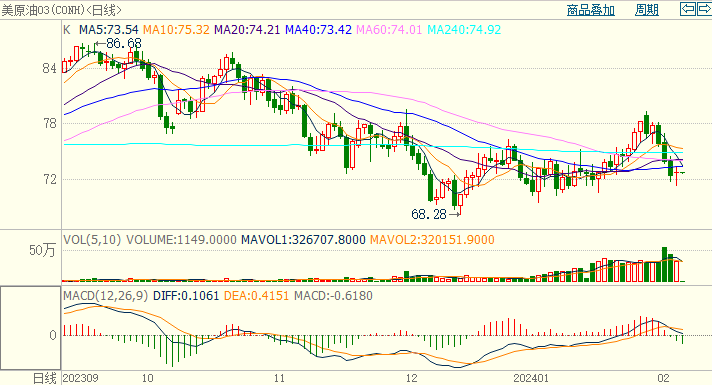 美原油03(CONH)<日线> 商品叠加 周期
K MA5:73.54 MA10:75.32 MA20:74.21 MA40:73.42 MA60:74.01 MA240:74.92
86.68
84
78
72
68.28
VOL(5,10) VOLUME:1149.0000 MAVOL1:326707.8000 MAVOL2:320151.9000
50万
MACD(12,26,9) DIFF:0.1061 DEA:0.4151 MACD:-0.6180
0
日线 202309 10 11 12 202401 02